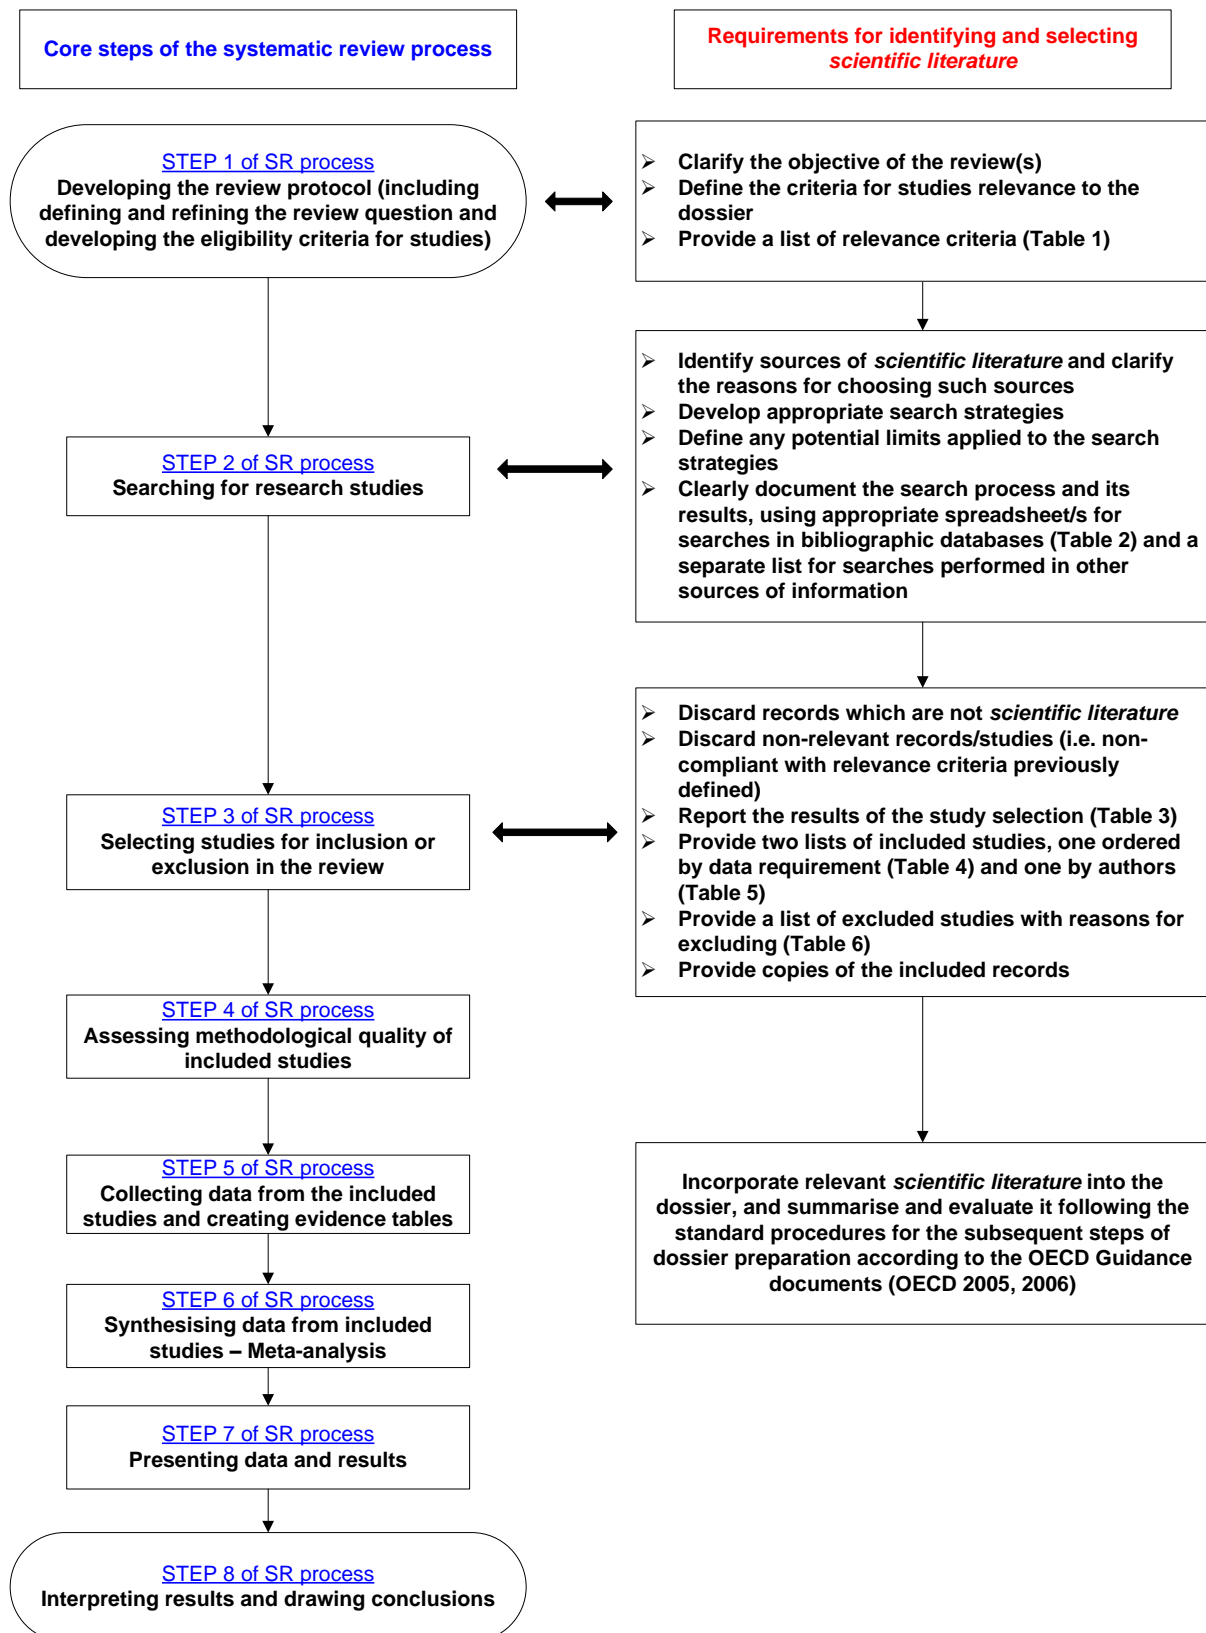 Core steps of the systematic review process
Requirements for identifying and selecting
scientific literature
STEP 1 of SR process
Developing the review protocol (including
defining and refining the review question and
developing the eligibility criteria for studies)
➢ Clarify the objective of the review(s)
➢ Define the criteria for studies relevance to the
dossier
➢ Provide a list of relevance criteria (Table 1)
STEP 2 of SR process
Searching for research studies
➢ Identify sources of scientific literature and clarify
the reasons for choosing such sources
➢ Develop appropriate search strategies
➢ Define any potential limits applied to the search
strategies
➢ Clearly document the search process and its
results, using appropriate spreadsheet/s for
searches in bibliographic databases (Table 2) and a
separate list for searches performed in other
sources of information
STEP 3 of SR process
Selecting studies for inclusion or
exclusion in the review
➢ Discard records which are not scientific literature
➢ Discard non-relevant records/studies (i.e. non-
compliant with relevance criteria previously
defined)
➢ Report the results of the study selection (Table 3)
➢ Provide two lists of included studies, one ordered
by data requirement (Table 4) and one by authors
(Table 5)
➢ Provide a list of excluded studies with reasons for
excluding (Table 6)
➢ Provide copies of the included records
STEP 4 of SR process
Assessing methodological quality of
included studies
STEP 5 of SR process
Collecting data from the included
studies and creating evidence tables
Incorporate relevant scientific literature into the
dossier, and summarise and evaluate it following the
standard procedures for the subsequent steps of
dossier preparation according to the OECD Guidance
documents (OECD 2005, 2006)
STEP 6 of SR process
Synthesising data from included
studies – Meta-analysis
STEP 7 of SR process
Presenting data and results
STEP 8 of SR process
Interpreting results and drawing conclusions